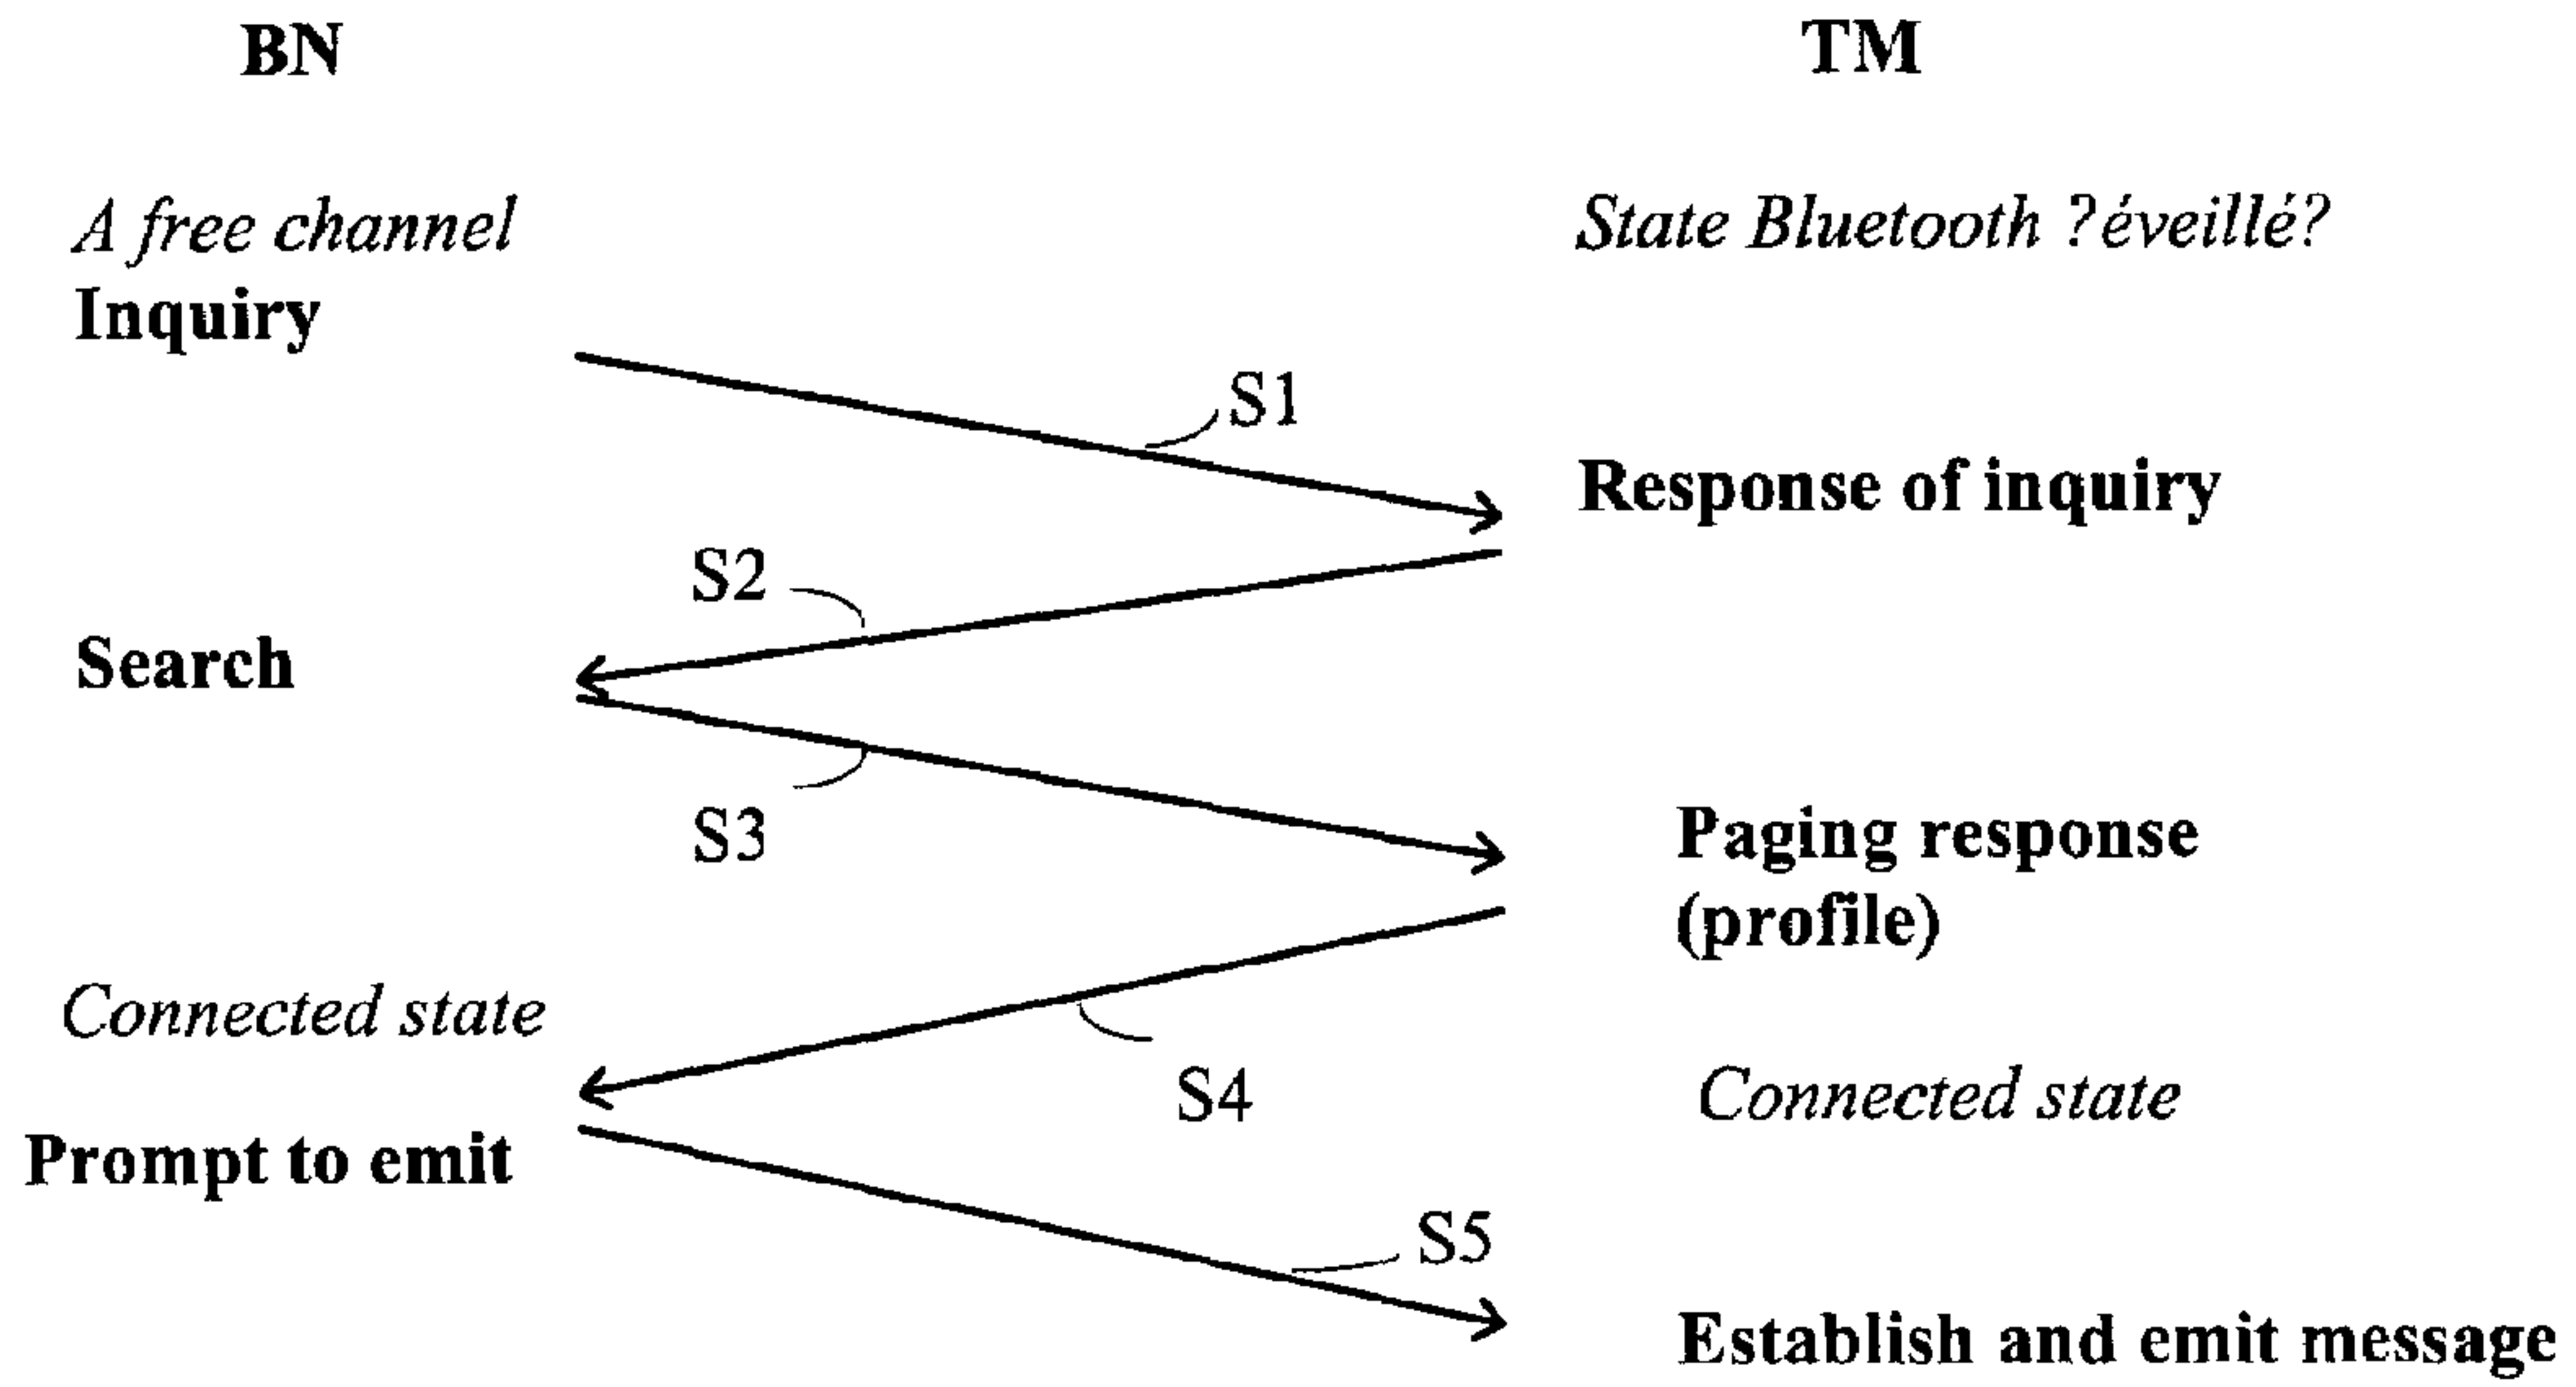 BN
TM
A free channel
State Bluetooth ?éveillé?
Inquiry
S1
Response of inquiry
S2
Search
S3
Paging response
(profile)
Connected state
S4
Connected state
Prompt to emit
S5
Establish and emit message